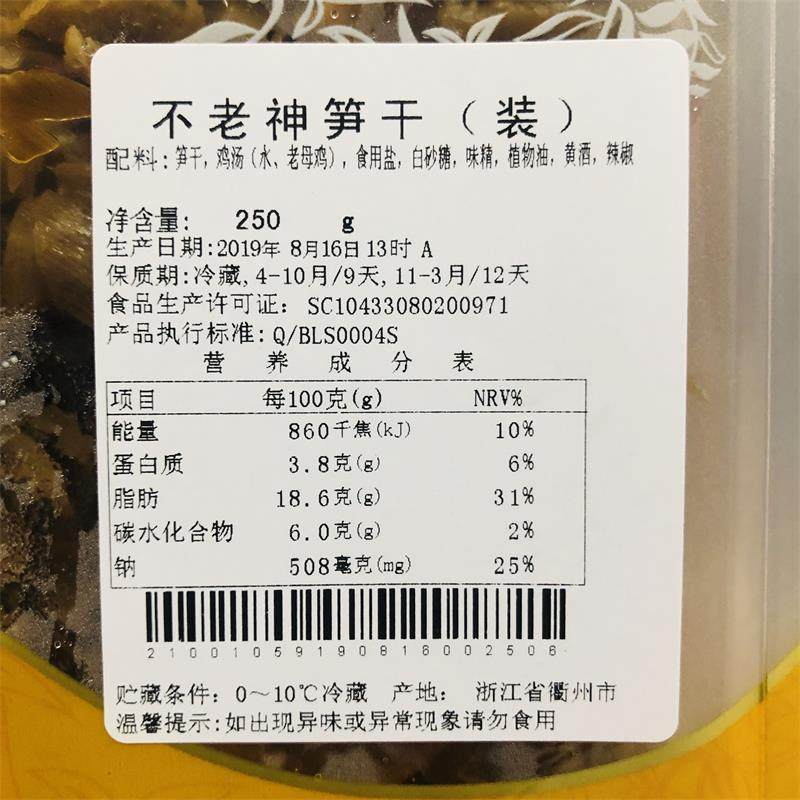 不老神笋干（装）
配料：笋干，鸡汤（水、老母鸡），食用盐，白砂糖，味精，植物油，黄酒，辣椒
净含量： 250 g
生产日期：2019年 8月16日13时 A
保质期：冷藏，4-10月/9天，11-3月/12天
食品生产许可证： SC10433080200971
产品执行标准：Q/BLS0004S
营 养 成 分 表
项目 每100克(g) NRV%
能量 860千焦(kJ) 10%
蛋白质 3.8克(g) 6%
脂肪 18.6克(g) 31%
碳水化合物 6.0克(g) 2%
钠 508毫克(mg) 25%
2100105919081600 2506
贮藏条件：0～10℃冷藏 产地： 浙江省衢州市
温馨提示：如出现异味或异常现象请勿食用